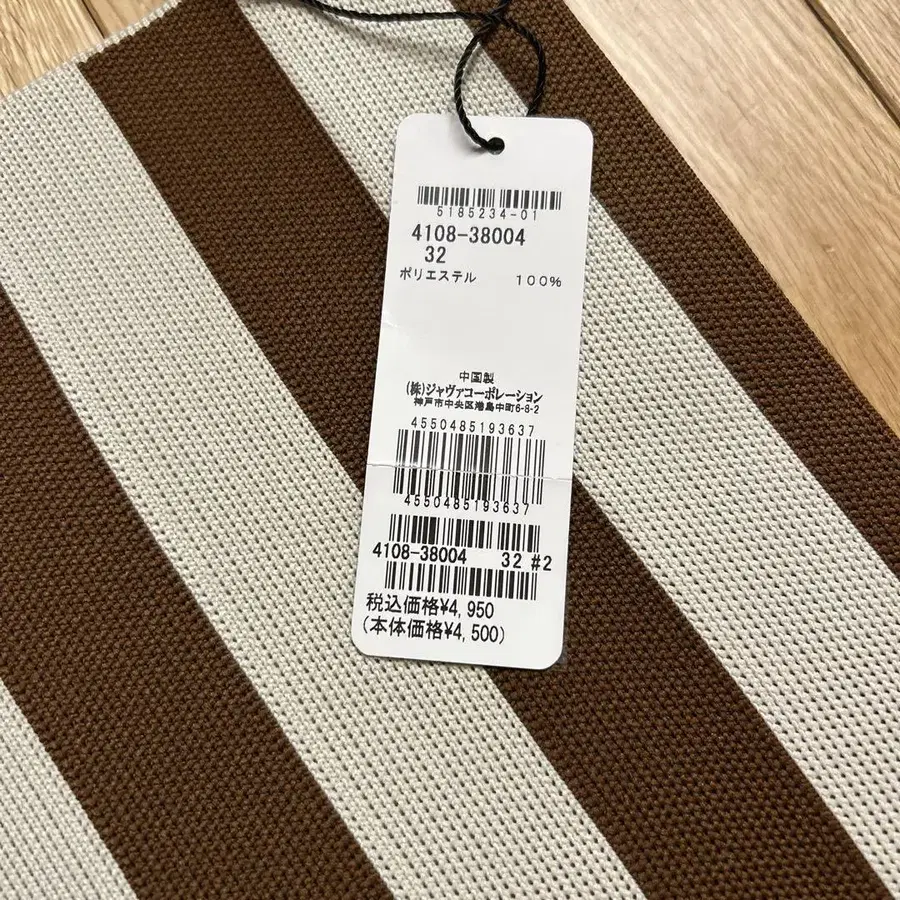 5185234-01
4108-38004
32
ポリエステル 100%
中国製
(株)ジャヴァコーポレーション
神戸市中央区港島中町6-8-2
4550485193637
4550485193637
4108-38004 32 #2
税込価格¥4,950
(本体価格¥4,500)